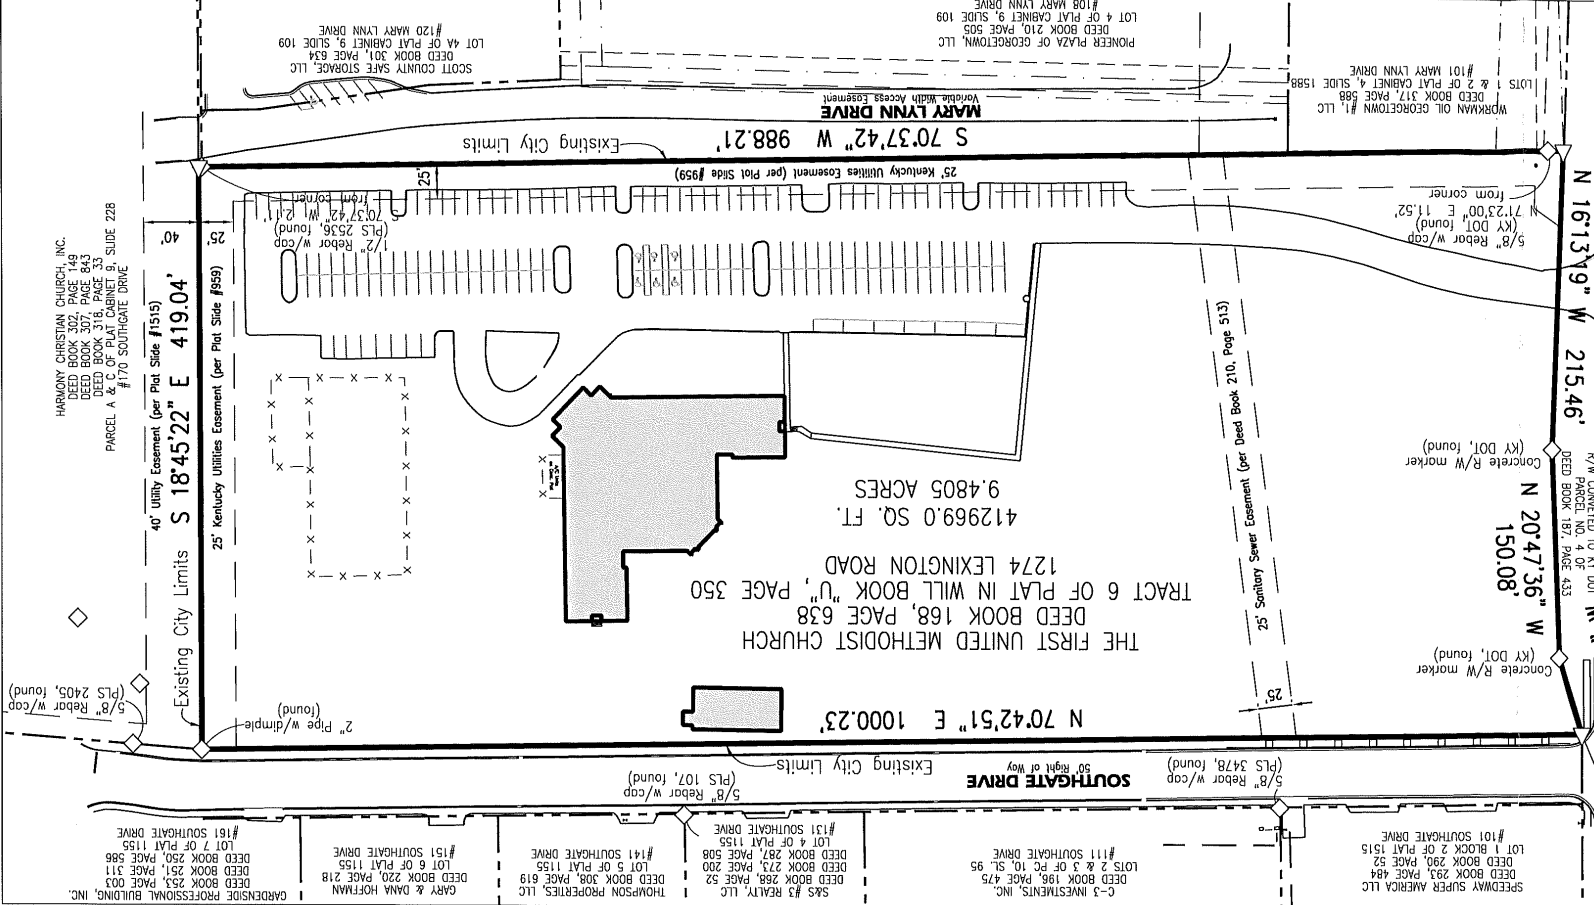 SPEEDWAY SUPER AMERICA LLC
DEED BOOK 293, PAGE 484
DEED BOOK 290, PAGE 52
LOT 1 BLOCK 2 OF PLAT 1515
#101 SOUTHGATE DRIVE
C-3 INVESTMENTS, INC.
DEED BOOK 196, PAGE 475
LOTS 2 & 3 OF PC 10, SL. 95
#111 SOUTHGATE DRIVE
S&S #3 REALTY, LLC
DEED BOOK 268, PAGE 52
DEED BOOK 273, PAGE 200
DEED BOOK 287, PAGE 508
LOT 4 OF PLAT 1155
#131 SOUTHGATE DRIVE
THOMPSON PROPERTIES, LLC
DEED BOOK 308, PAGE 619
LOT 5 OF PLAT 1155
#141 SOUTHGATE DRIVE
GARY & DANA HOFFMAN
DEED BOOK 220, PAGE 218
LOT 6 OF PLAT 1155
#151 SOUTHGATE DRIVE
GARDENSIDE PROFESSIONAL BUILDING, INC.
DEED BOOK 253, PAGE 003
DEED BOOK 251, PAGE 311
DEED BOOK 250, PAGE 586
LOT 7 OF PLAT 1155
#161 SOUTHGATE DRIVE
5/8" Rebar w/cap
(PLS 3478, found)
SOUTHGATE DRIVE
50' Right of Way
Existing City Limits
5/8" Rebar w/cap
(PLS 107, found)
N 70°42'51" E 1000.23'
2" Pipe w/dimple
(found)
5/8" Rebar w/cap
(PLS 2405, found)
25'
Concrete R/W marker
(KY DOT, found)
THE FIRST UNITED METHODIST CHURCH
DEED BOOK 168, PAGE 638
TRACT 6 OF PLAT IN WILL BOOK "U", PAGE 350
1274 LEXINGTON ROAD
412969.0 SQ. FT.
9.4805 ACRES
N 20°47'36" W
150.08'
PARCEL NO. 4 OF
DEED BOOK 187, PAGE 433
Concrete R/W marker
(KY DOT, found)
25' Sanitary Sewer Easement (per Deed Book 210, Page 513)
N 16°13'19" W 215.46'
Existing City Limits
S 18°45'22" E 419.04'
40' Utility Easement (per Plat Slide #1515)
25' Kentucky Utilities Easement (per Plat Slide #959)
HARMONY CHRISTIAN CHURCH, INC.
DEED BOOK 302, PAGE 149
DEED BOOK 307, PAGE 843
DEED BOOK 318, PAGE 33
PARCEL A & C OF PLAT CABINET 9, SLIDE 228
#170 SOUTHGATE DRIVE
40'
25'
5/8" Rebar w/cap
(KY DOT found)
N 71°23'00" E 11.52'
from corner
1/2" Rebar w/cap
(PLS 2536, found)
S 70°37'42" W 2.11'
from corner
25'
25' Kentucky Utilities Easement (per Plat Slide #959)
S 70°37'42" W 988.21'
Existing City Limits
MARY LYNN DRIVE
Variable Width Access Easement
WORKMAN OIL GEORGETOWN #1, LLC
DEED BOOK 317, PAGE 588
LOTS 1 & 2 OF PLAT CABINET 4, SLIDE 1588
#101 MARY LYNN DRIVE
PIONEER PLAZA OF GEORGETOWN, LLC
DEED BOOK 210, PAGE 505
LOT 4 OF PLAT CABINET 9, SLIDE 109
#108 MARY LYNN DRIVE
SCOTT COUNTY SAFE STORAGE, LLC
DEED BOOK 301, PAGE 634
LOT 4A OF PLAT CABINET 9, SLIDE 109
#120 MARY LYNN DRIVE